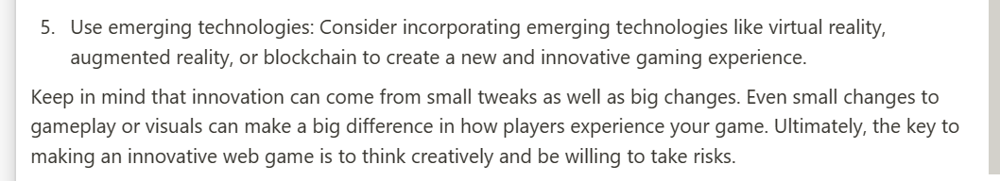 5. Use emerging technologies: Consider incorporating emerging technologies like virtual reality,
augmented reality, or blockchain to create a new and innovative gaming experience.
Keep in mind that innovation can come from small tweaks as well as big changes. Even small changes to
gameplay or visuals can make a big difference in how players experience your game. Ultimately, the key to
making an innovative web game is to think creatively and be willing to take risks.